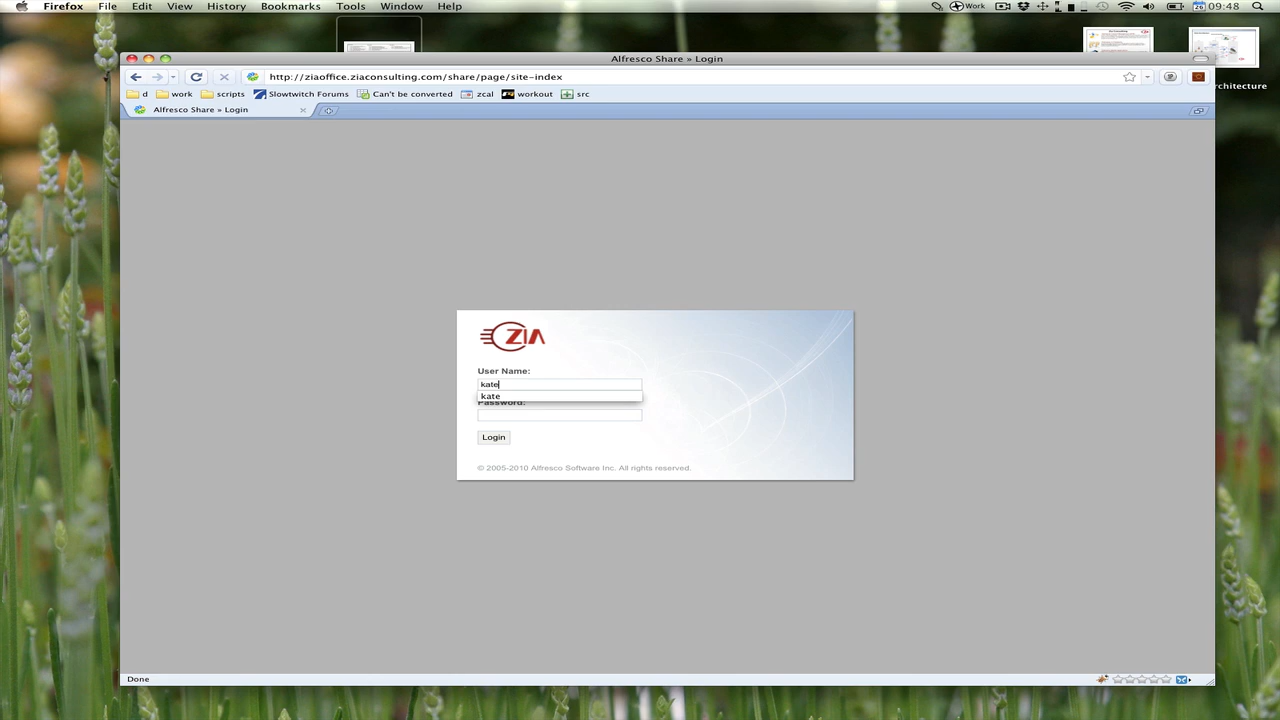 Firefox File Edit View History Bookmarks Tools Window Help Work 26 09:48
Alfresco Share » Login
http://ziaoffice.ziaconsulting.com/share/page/site-index
d work scripts Slowtwitch Forums Can't be converted zcal workout src
rchitecture
Alfresco Share » Login
ZIA
User Name:
kate
kate
Password:
Login
© 2005-2010 Alfresco Software Inc. All rights reserved.
Done